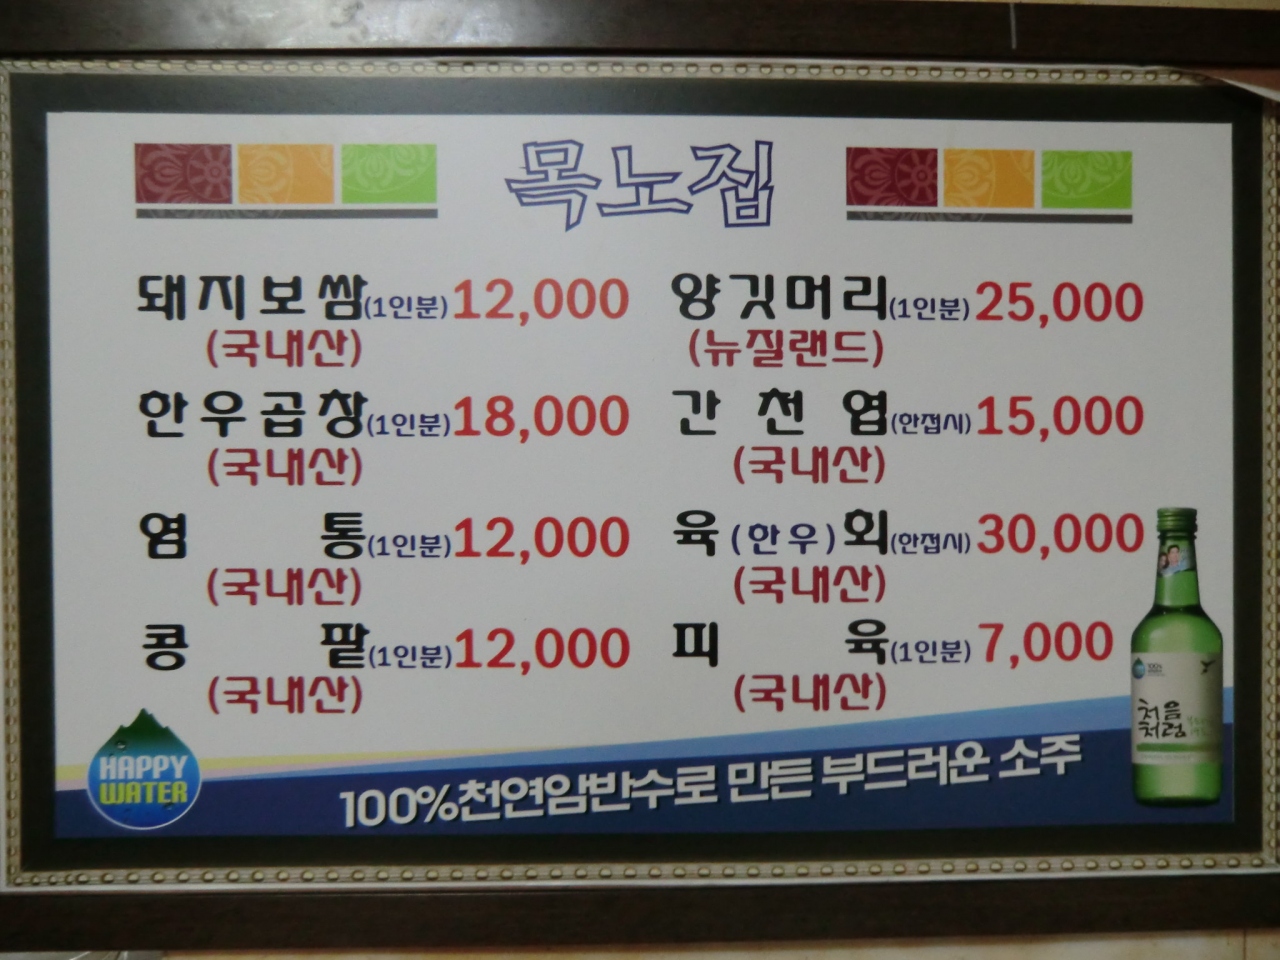 목노집
돼지보쌈(1인분)12,000
(국내산)
한우곱창(1인분)18,000
(국내산)
염통(1인분)12,000
(국내산)
콩팥(1인분)12,000
(국내산)
양깃머리(1인분)25,000
(뉴질랜드)
간천엽(한접시)15,000
(국내산)
육(한우)회(한접시)30,000
(국내산)
피육(1인분)7,000
(국내산)
HAPPY
WATER
100%천연암반수로 만든 부드러운 소주
처음
처럼